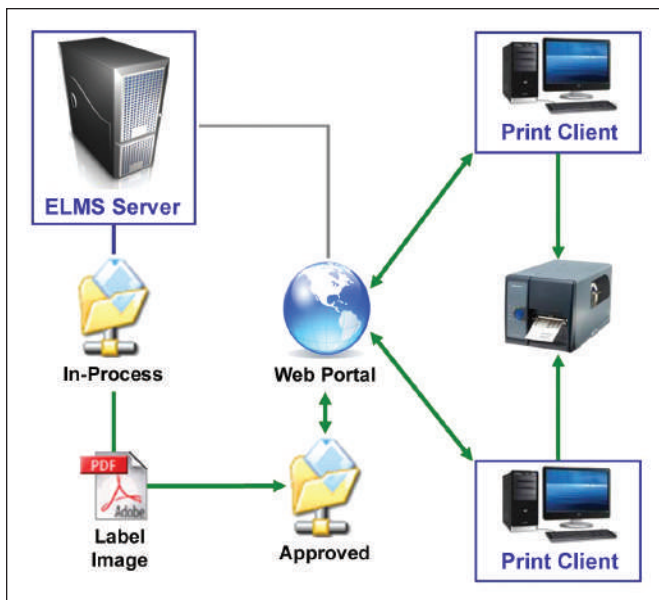 Print Client
ELMS Server
In-Process
Web Portal
PDF
Adobe
Label
Image
Approved
Print Client